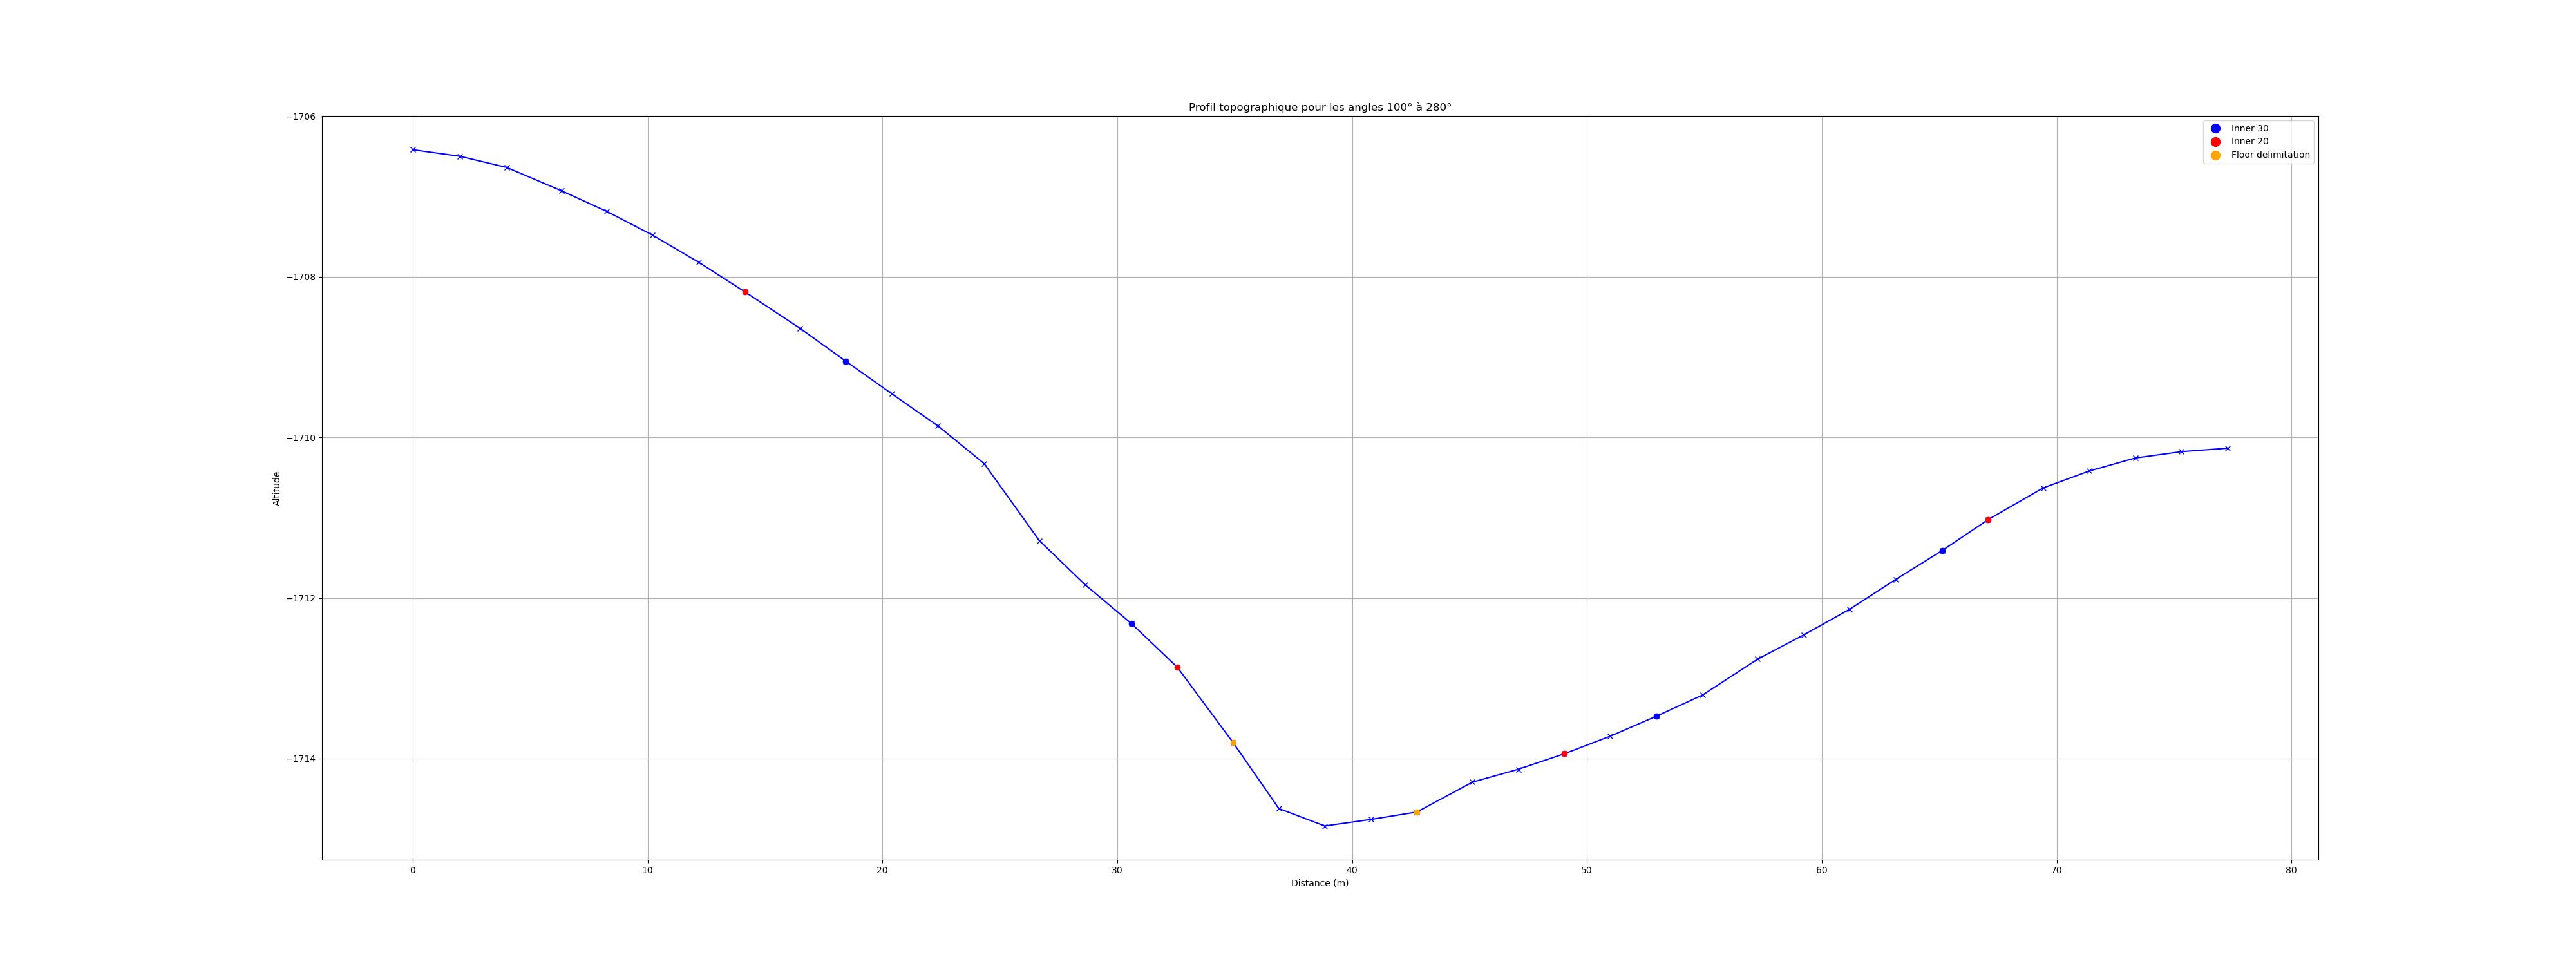 Profil topographique pour les angles 100° à 280°
−1706
−1708
−1710
−1712
−1714
Altitude
Inner 30
Inner 20
Floor delimitation
0 10 20 30 40 50 60 70 80
Distance (m)